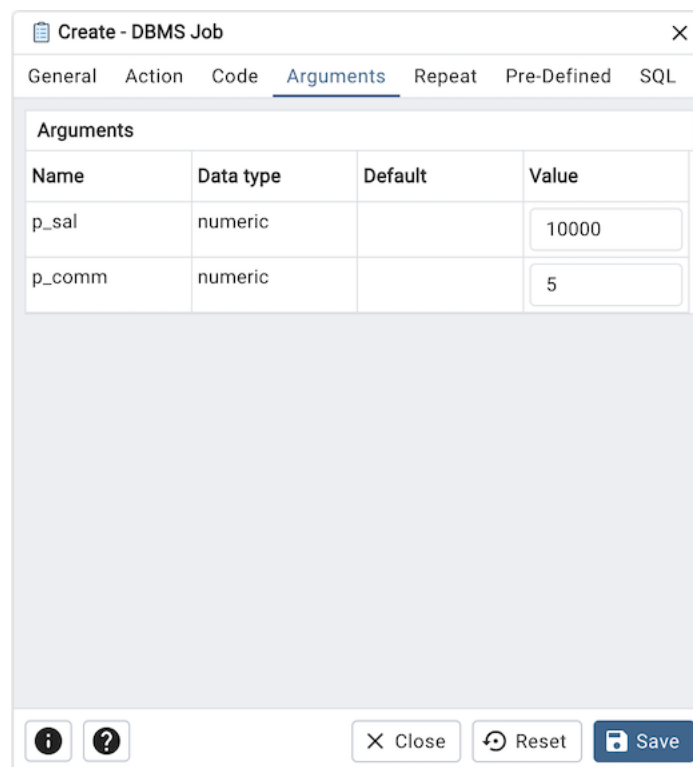 Create - DBMS Job
General Action Code Arguments Repeat Pre-Defined SQL
Arguments
Name Data type Default Value
p_sal numeric 10000
p_comm numeric 5
Close Reset Save